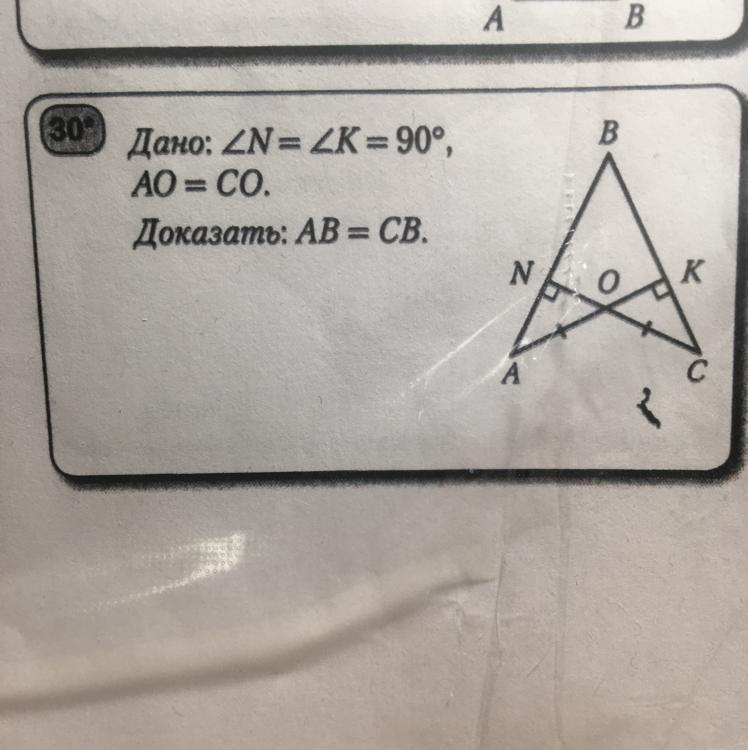 A B
30*
Дано: ∠N = ∠K = 90°,
AO = CO.
Доказать: AB = CB.
B
N O K
A C